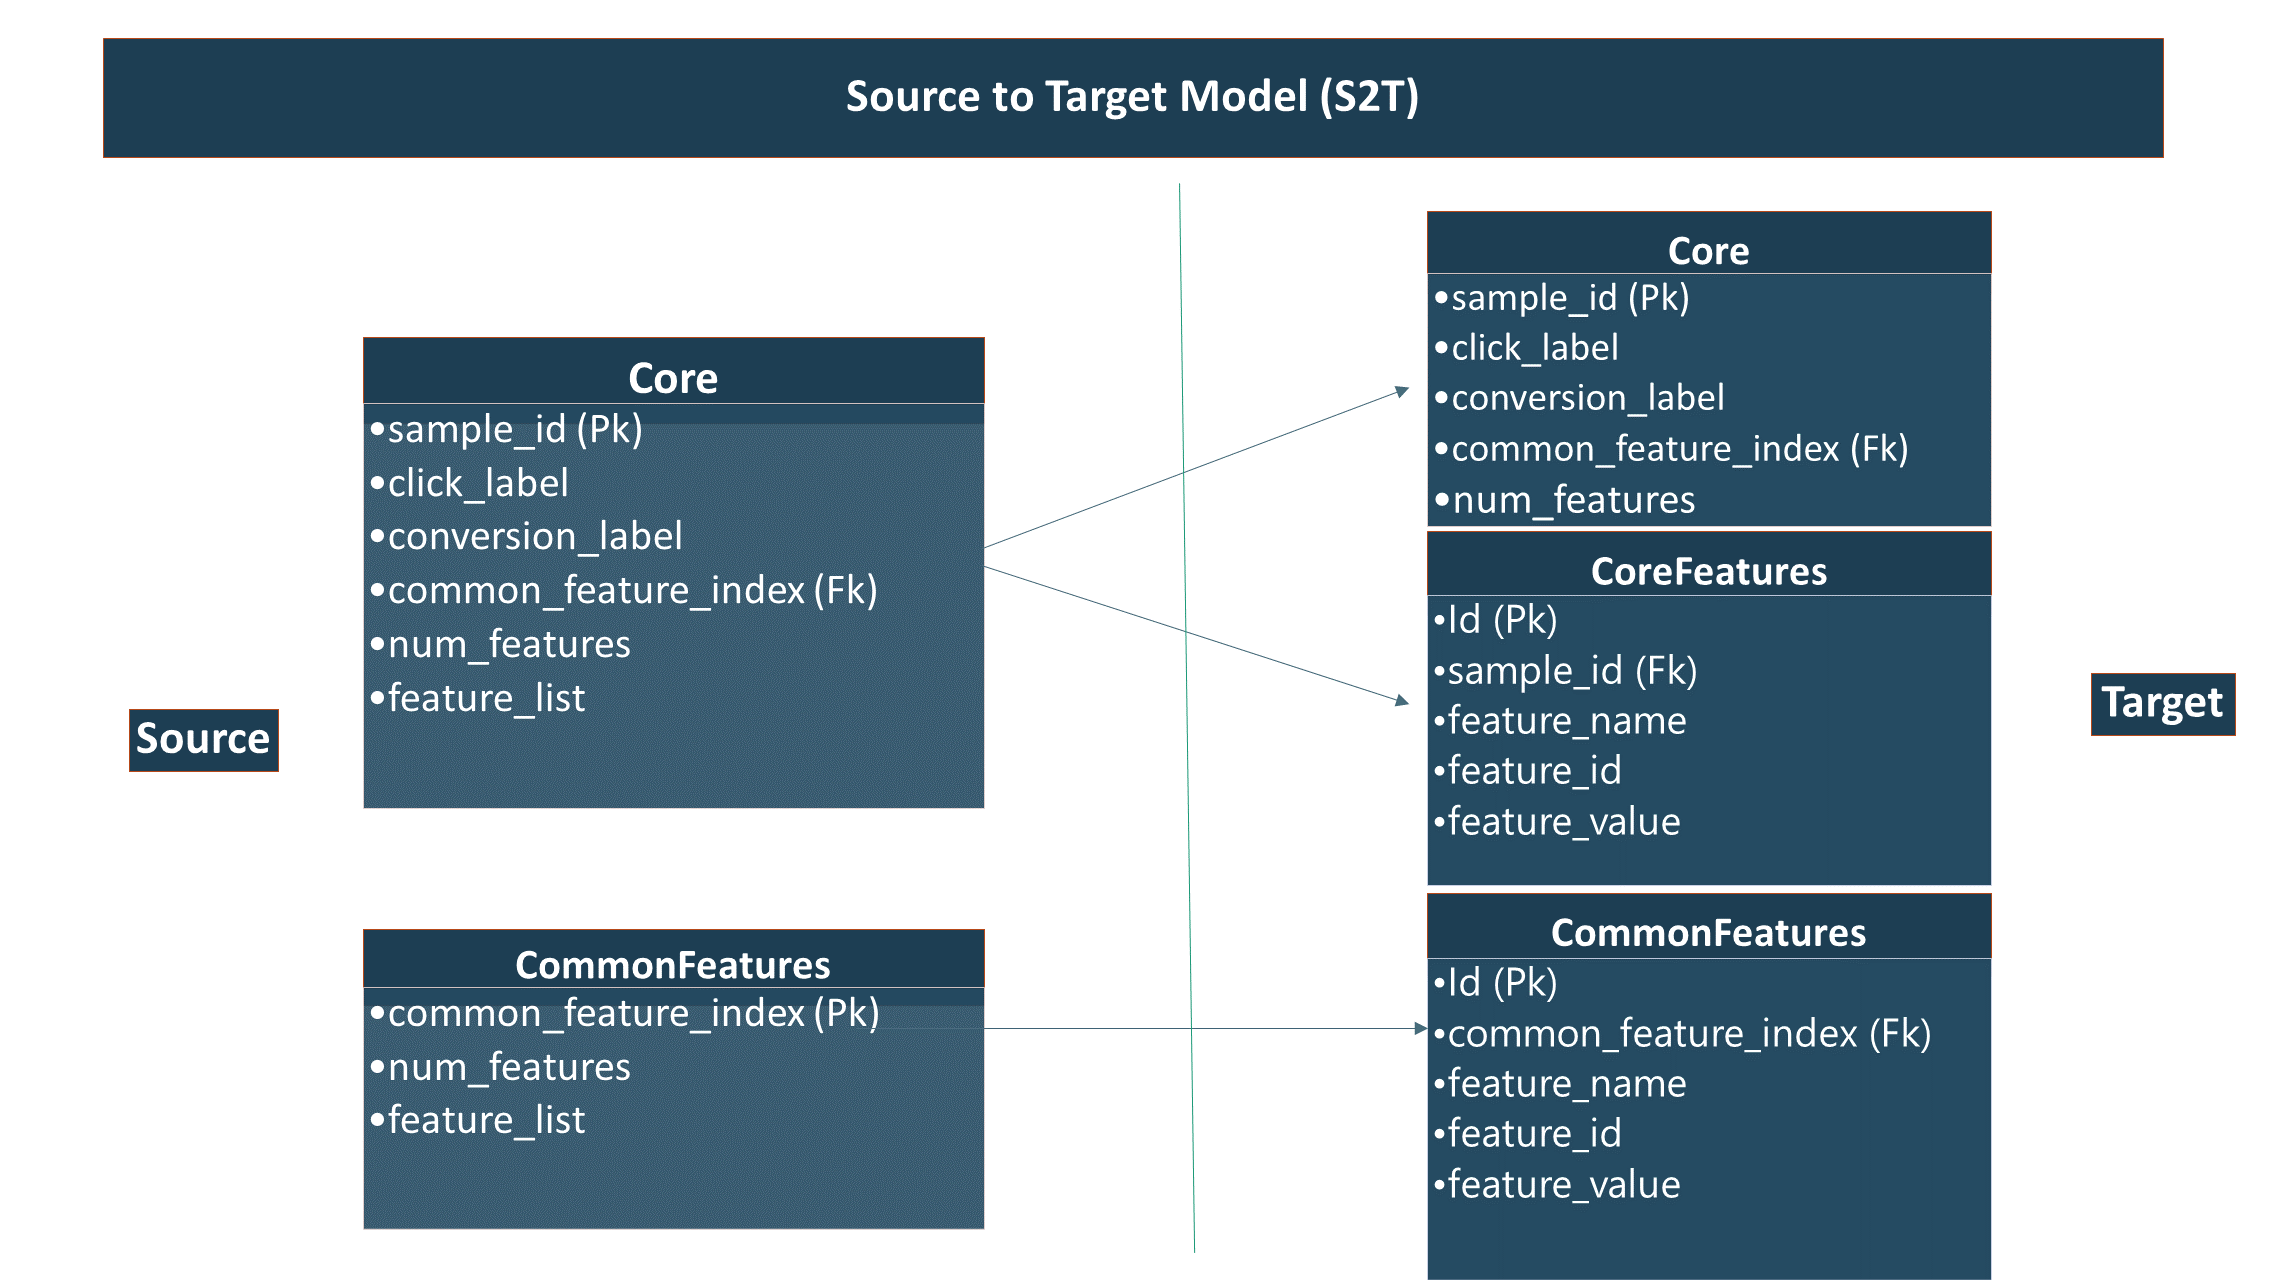 Source to Target Model (S2T)
Source
Core
•sample_id (Pk)
•click_label
•conversion_label
•common_feature_index (Fk)
•num_features
•feature_list
CommonFeatures
•common_feature_index (Pk)
•num_features
•feature_list
Core
•sample_id (Pk)
•click_label
•conversion_label
•common_feature_index (Fk)
•num_features
CoreFeatures
•Id (Pk)
•sample_id (Fk)
•feature_name
•feature_id
•feature_value
CommonFeatures
•Id (Pk)
•common_feature_index (Fk)
•feature_name
•feature_id
•feature_value
Target